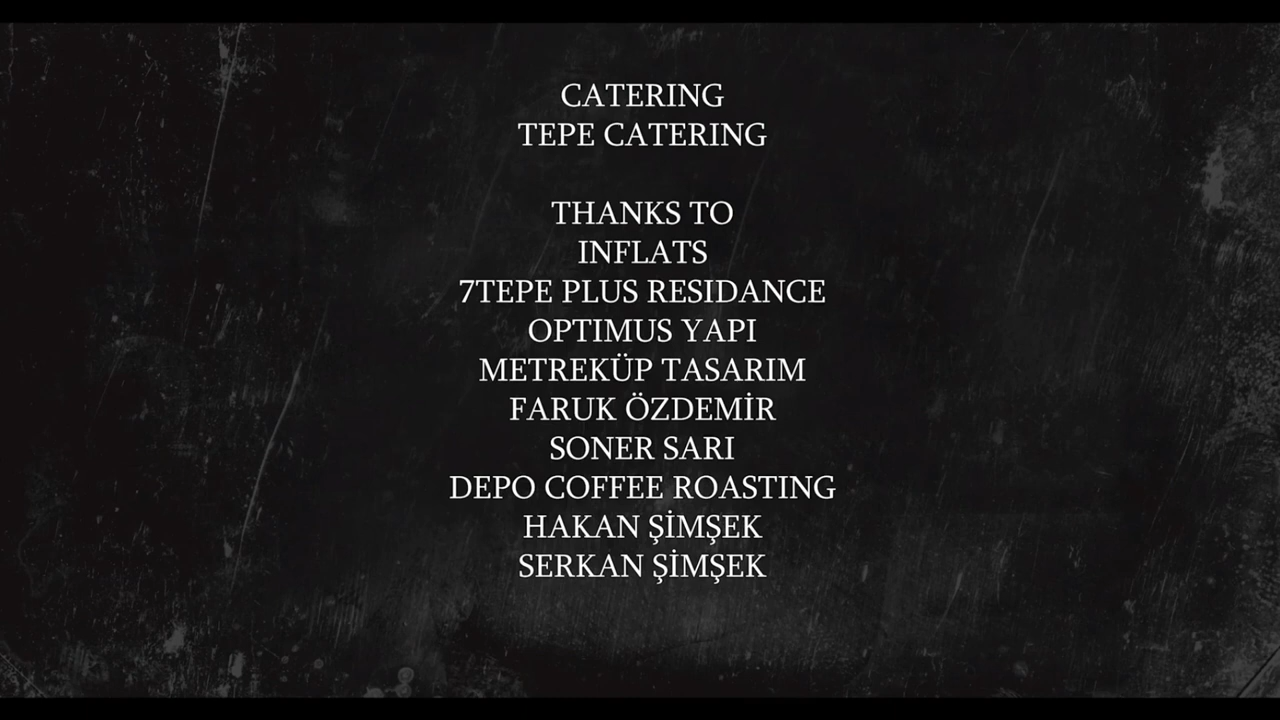 CATERING
TEPE CATERING
THANKS TO
INFLATS
7TEPE PLUS RESIDANCE
OPTIMUS YAPI
METREKÜP TASARIM
FARUK ÖZDEMİR
SONER SARI
DEPO COFFEE ROASTING
HAKAN ŞİMŞEK
SERKAN ŞİMŞEK